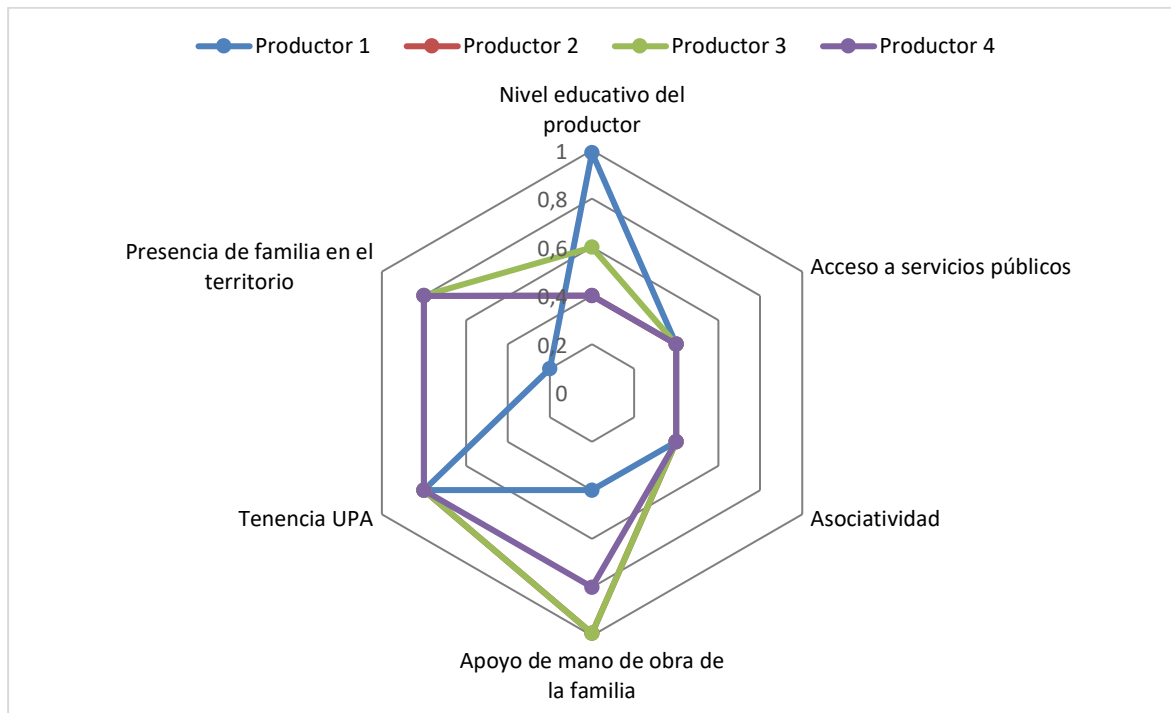 Productor 1 Productor 2 Productor 3 Productor 4
Nivel educativo del
productor
1
0,8
0,6
0,4
0,2
0
Acceso a servicios públicos
Asociatividad
Apoyo de mano de obra de
la familia
Tenencia UPA
Presencia de familia en el
territorio